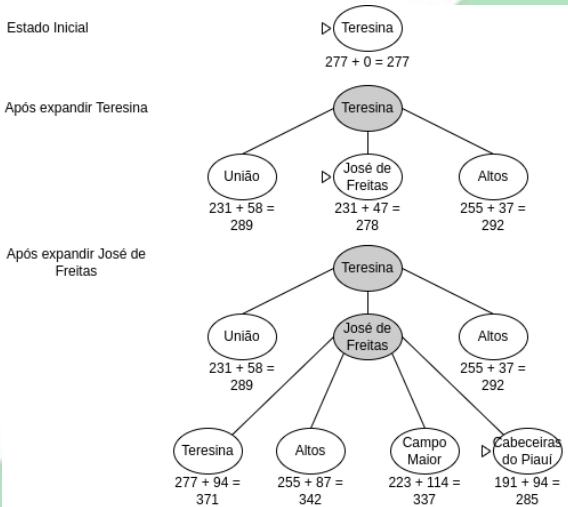 Estado Inicial
Teresina
277 + 0 = 277
Após expandir Teresina
Teresina
União
José de
Freitas
Altos
231 + 58 =
289
231 + 47 =
278
255 + 37 =
292
Após expandir José de
Freitas
Teresina
União
José de
Freitas
Altos
231 + 58 =
289
255 + 37 =
292
Teresina
Altos
Campo
Maior
Cabeceiras
do Piauí
277 + 94 =
371
255 + 87 =
342
223 + 114 =
337
191 + 94 =
285